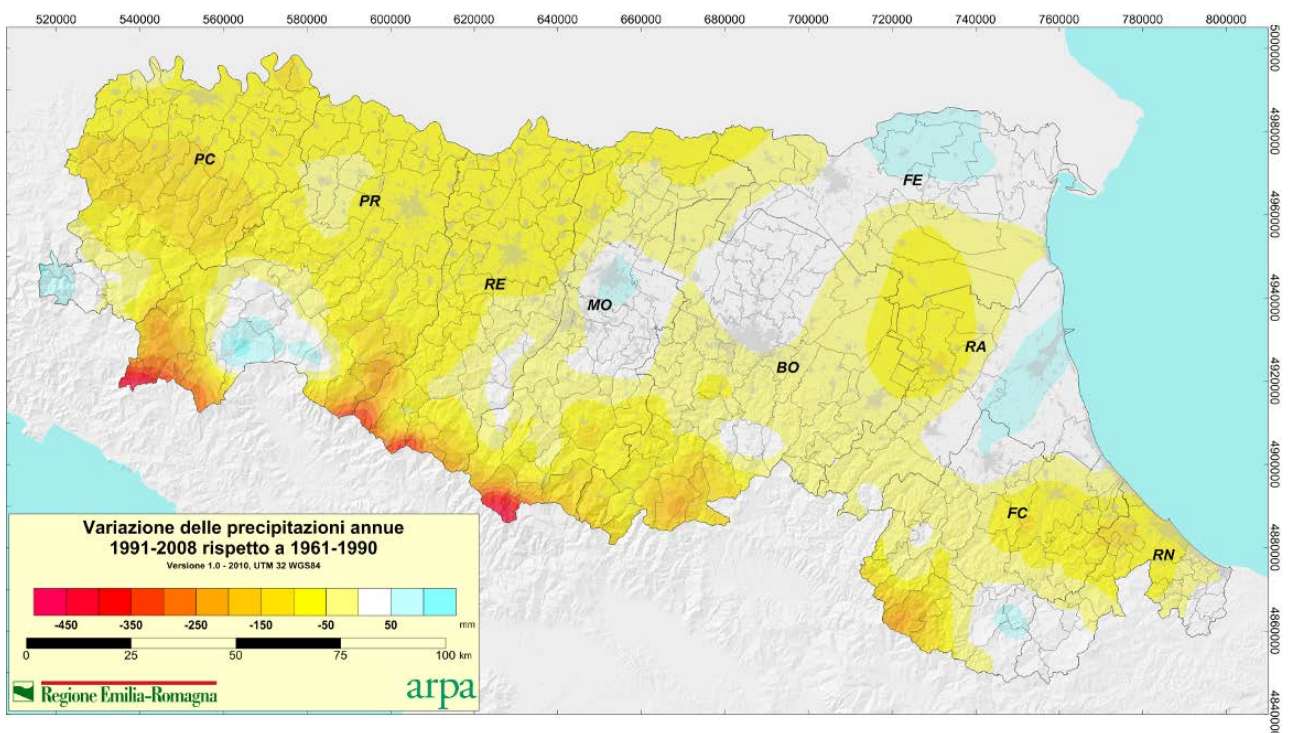 520000 540000 560000 580000 600000 620000 640000 660000 680000 700000 720000 740000 760000 780000 800000
5000000
4980000
4960000
4940000
4920000
4900000
4880000
4860000
PC
FE
PR
RE
MO
RA
BO
FC
RN
Variazione delle precipitazioni annue
1991-2008 rispetto a 1961-1990
Versione 1.0 - 2010, UTM 32 WGS84
-450 -350 -250 -150 -50 50 mm
0 25 50 75 100 km
Regione Emilia-Romagna
arpa